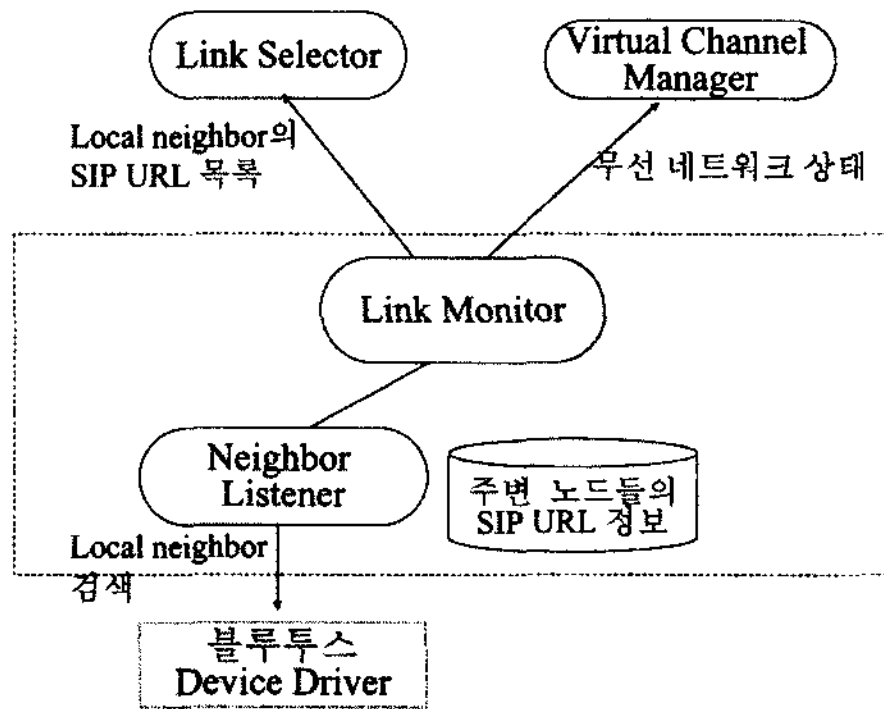 Link Selector
Virtual Channel
Manager
Local neighbor의
SIP URL 목록
무선 네트워크 상태
Link Monitor
Neighbor
Listener
주변 노드들의
SIP URL 정보
Local neighbor
검색
블루투스
Device Driver